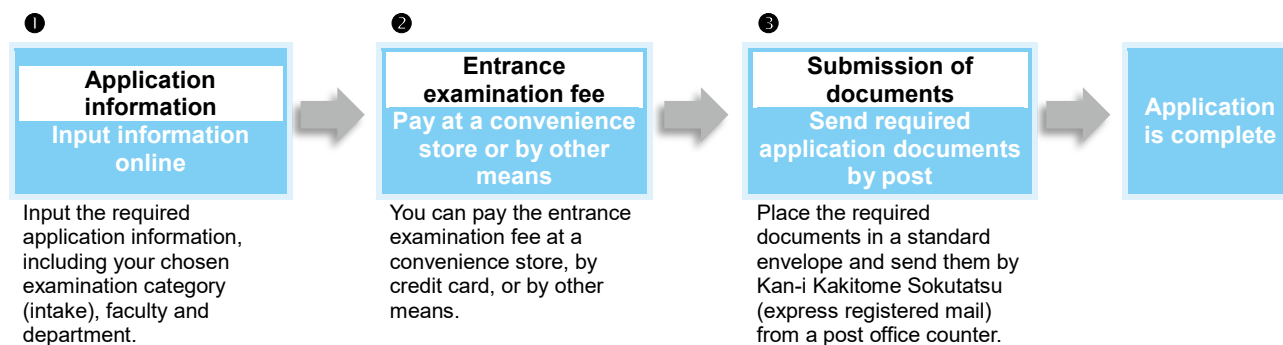 ❶
Application
information
Input information
online
Input the required
application information,
including your chosen
examination category
(intake), faculty and
department.
❷
Entrance
examination fee
Pay at a convenience
store or by other
means
You can pay the entrance
examination fee at a
convenience store, by
credit card, or by other
means.
❸
Submission of
documents
Send required
application documents
by post
Place the required
documents in a standard
envelope and send them by
Kan-i Kakitome Sokutatsu
(express registered mail)
from a post office counter.
Application
is complete